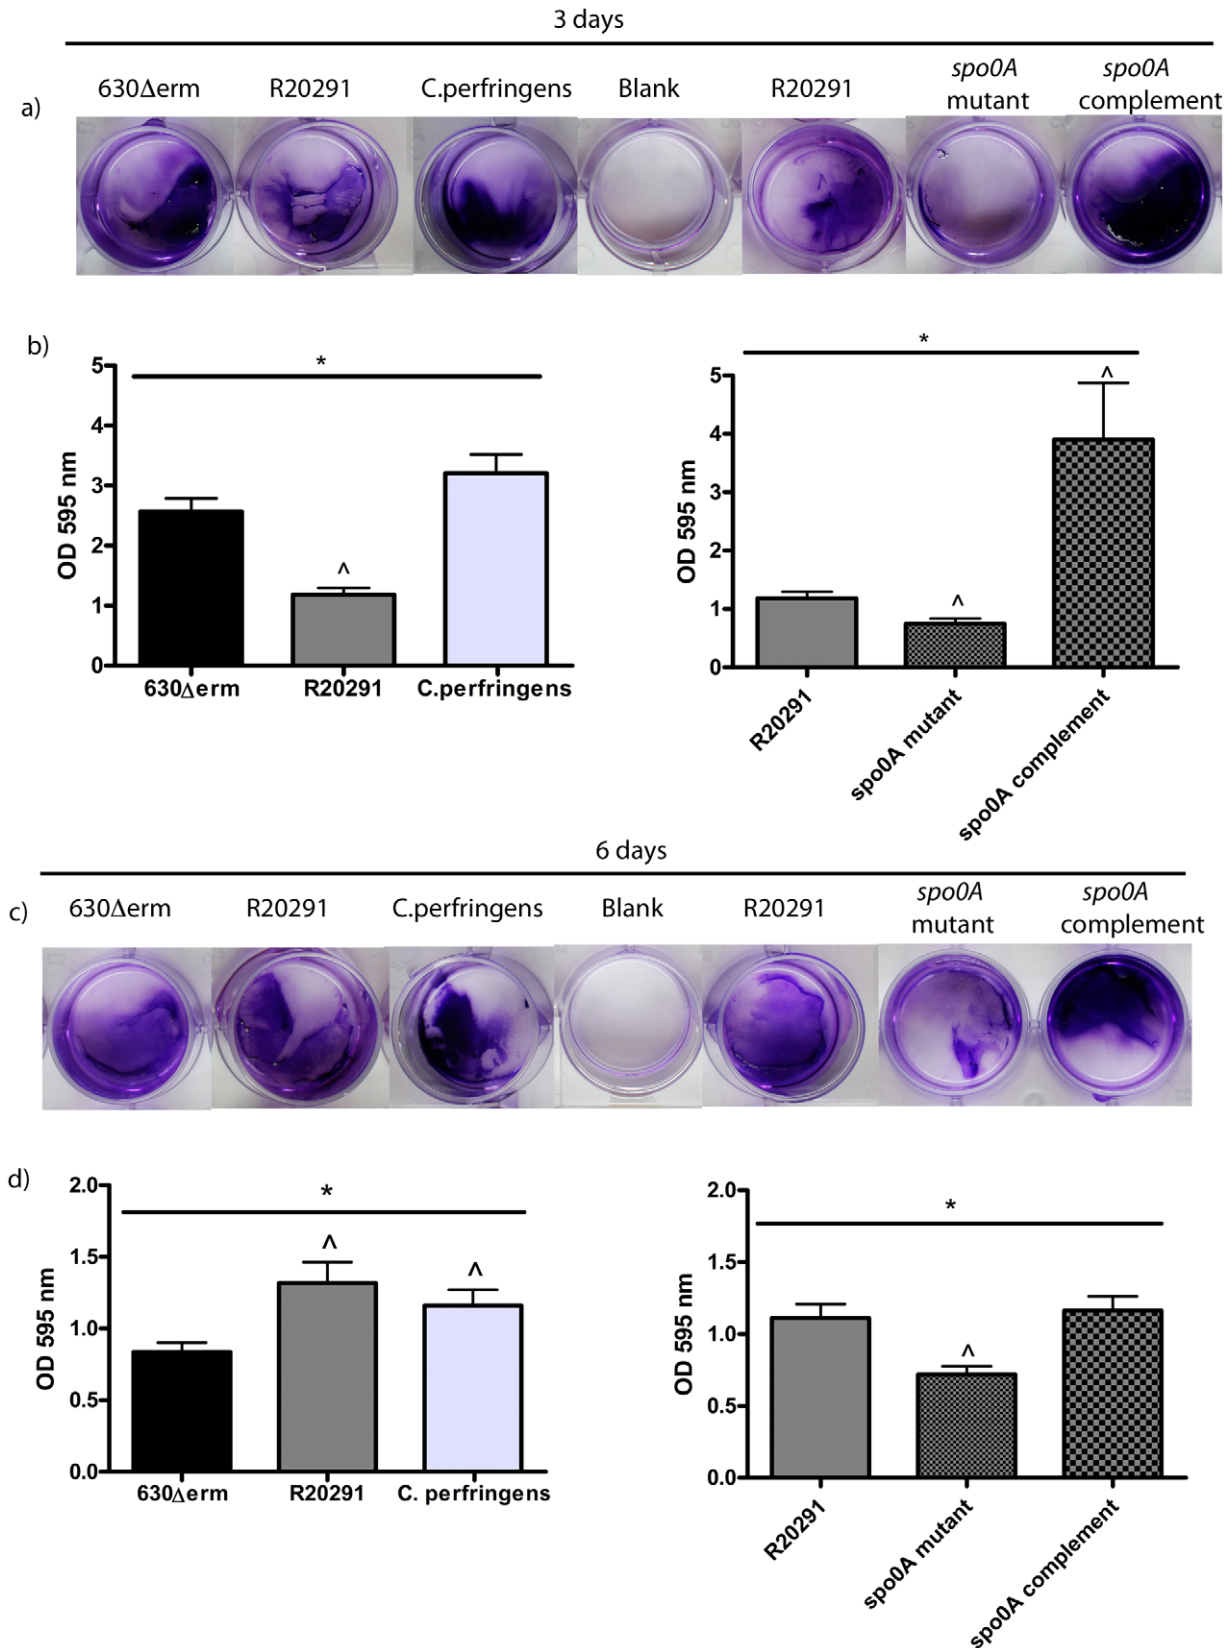 3 days
a)
630Δerm R20291 C.perfringens Blank R20291 spo0A mutant spo0A complement
b)
*
5
4
3
2
1
0
OD 595 nm
^
630Δerm R20291 C.perfringens
*
5
4
3
2
1
0
OD 595 nm
^
^
R20291
spo0A mutant
spo0A complement
6 days
c)
630Δerm R20291 C.perfringens Blank R20291 spo0A mutant spo0A complement
d)
*
2.0
1.5
1.0
0.5
0.0
OD 595 nm
^
^
630Δerm R20291 C. perfringens
*
2.0
1.5
1.0
0.5
0.0
OD 595 nm
^
R20291
spo0A mutant
spo0A complement